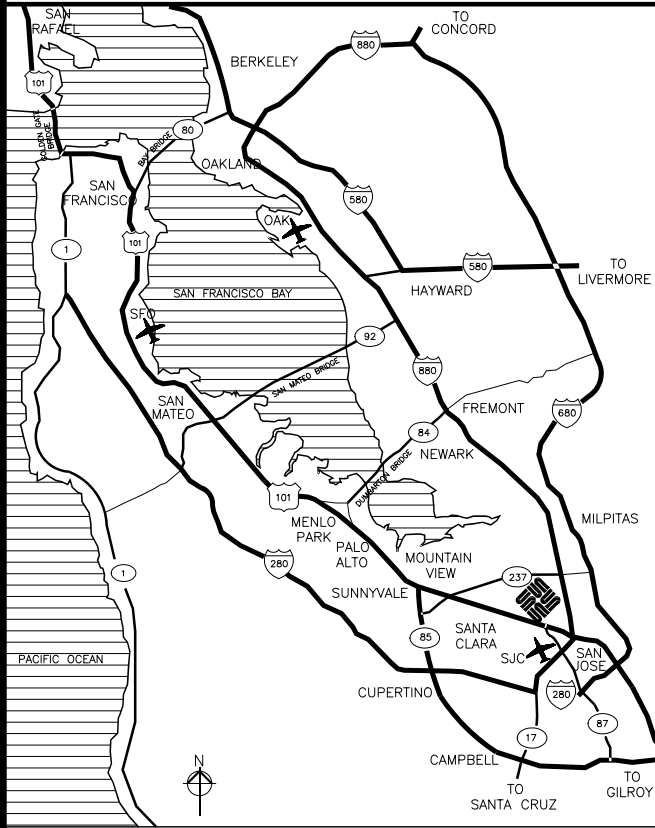 SAN
RAFAEL
TO
CONCORD
880
BERKELEY
101
GOLDEN GATE
BRIDGE
80
BAY BRIDGE
OAKLAND
SAN
FRANCISCO
580
OAK
101
1
580
TO
LIVERMORE
HAYWARD
SAN FRANCISCO BAY
SFO
92
SAN MATEO BRIDGE
880
SAN
MATEO
FREMONT
680
84
NEWARK
DUMBARTON BRIDGE
101
MENLO
PARK
MILPITAS
PALO
ALTO
MOUNTAIN
VIEW
280
1
237
SUNNYVALE
SUN
85
SANTA
CLARA
SJC
SAN
JOSE
PACIFIC OCEAN
CUPERTINO
280
87
17
CAMPBELL
N
TO
SANTA CRUZ
TO
GILROY